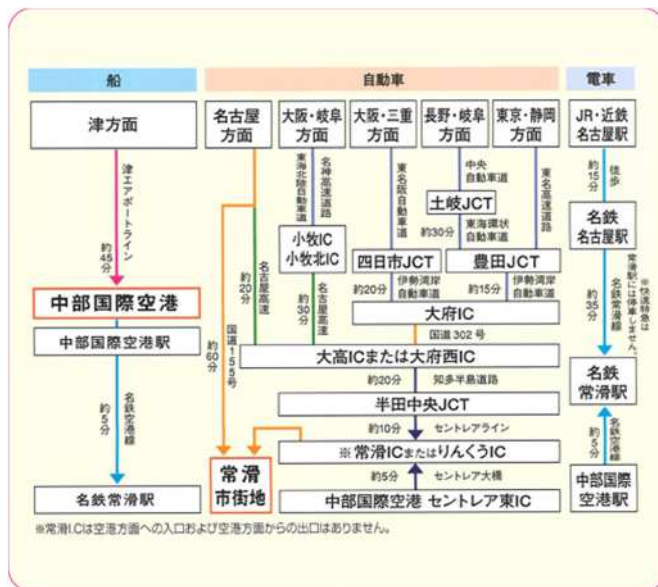 船
自動車
電車
津方面
名古屋
方面
大阪・岐阜
方面
大阪・三重
方面
長野・岐阜
方面
東京・静岡
方面
JR・近鉄
名古屋駅
津エアポートライン
約45分
中部国際空港
中部国際空港駅
名鉄空港線
約5分
名鉄常滑駅
名古屋高速
約20分
国道155号
約60分
常滑
市街地
名神高速道路
東海北陸自動車道
小牧IC
小牧北IC
名古屋高速
約30分
東名阪自動車道
四日市JCT
約20分
伊勢湾岸
自動車道
中央
自動車道
土岐JCT
約30分
東海環状
自動車道
東名高速道路
豊田JCT
約15分
伊勢湾岸
自動車道
大府IC
国道302号
大高ICまたは大府西IC
約20分
知多半島道路
半田中央JCT
約10分
セントレアライン
※常滑ICまたはりんくうIC
約5分
セントレア大橋
中部国際空港 セントレア東IC
徒歩
約15分
名鉄
名古屋駅
※快速特急は
常滑駅には停車しません。
名鉄常滑線
約35分
名鉄
常滑駅
名鉄空港線
約5分
中部国際
空港駅
※常滑I.Cは空港方面への入口および空港方面からの出口はありません。